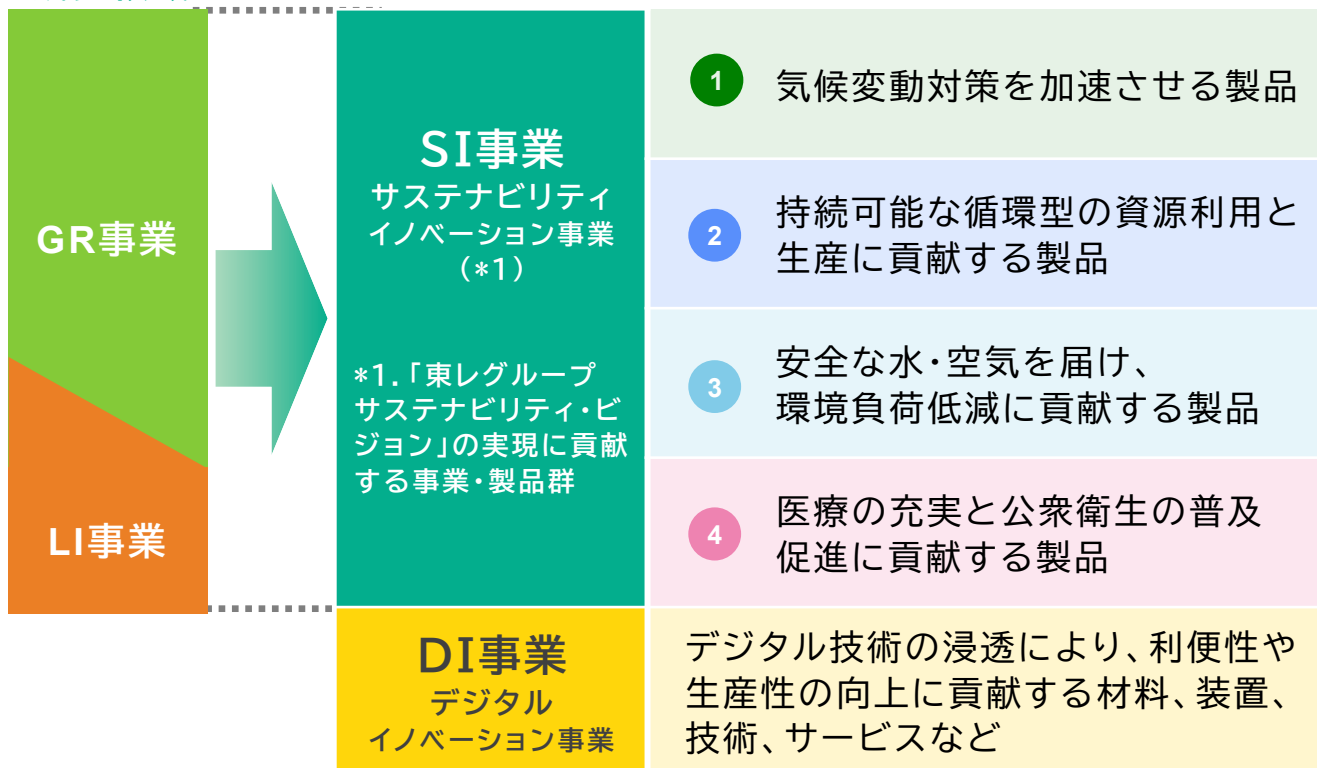 GR事業
LI事業
SI事業
サステナビリティ
イノベーション事業
(*1)
*1.「東レグループ
サステナビリティ・ビ
ジョン」の実現に貢献
する事業・製品群
1
気候変動対策を加速させる製品
2
持続可能な循環型の資源利用と
生産に貢献する製品
3
安全な水・空気を届け、
環境負荷低減に貢献する製品
4
医療の充実と公衆衛生の普及
促進に貢献する製品
DI事業
デジタル
イノベーション事業
デジタル技術の浸透により、利便性や
生産性の向上に貢献する材料、装置、
技術、サービスなど